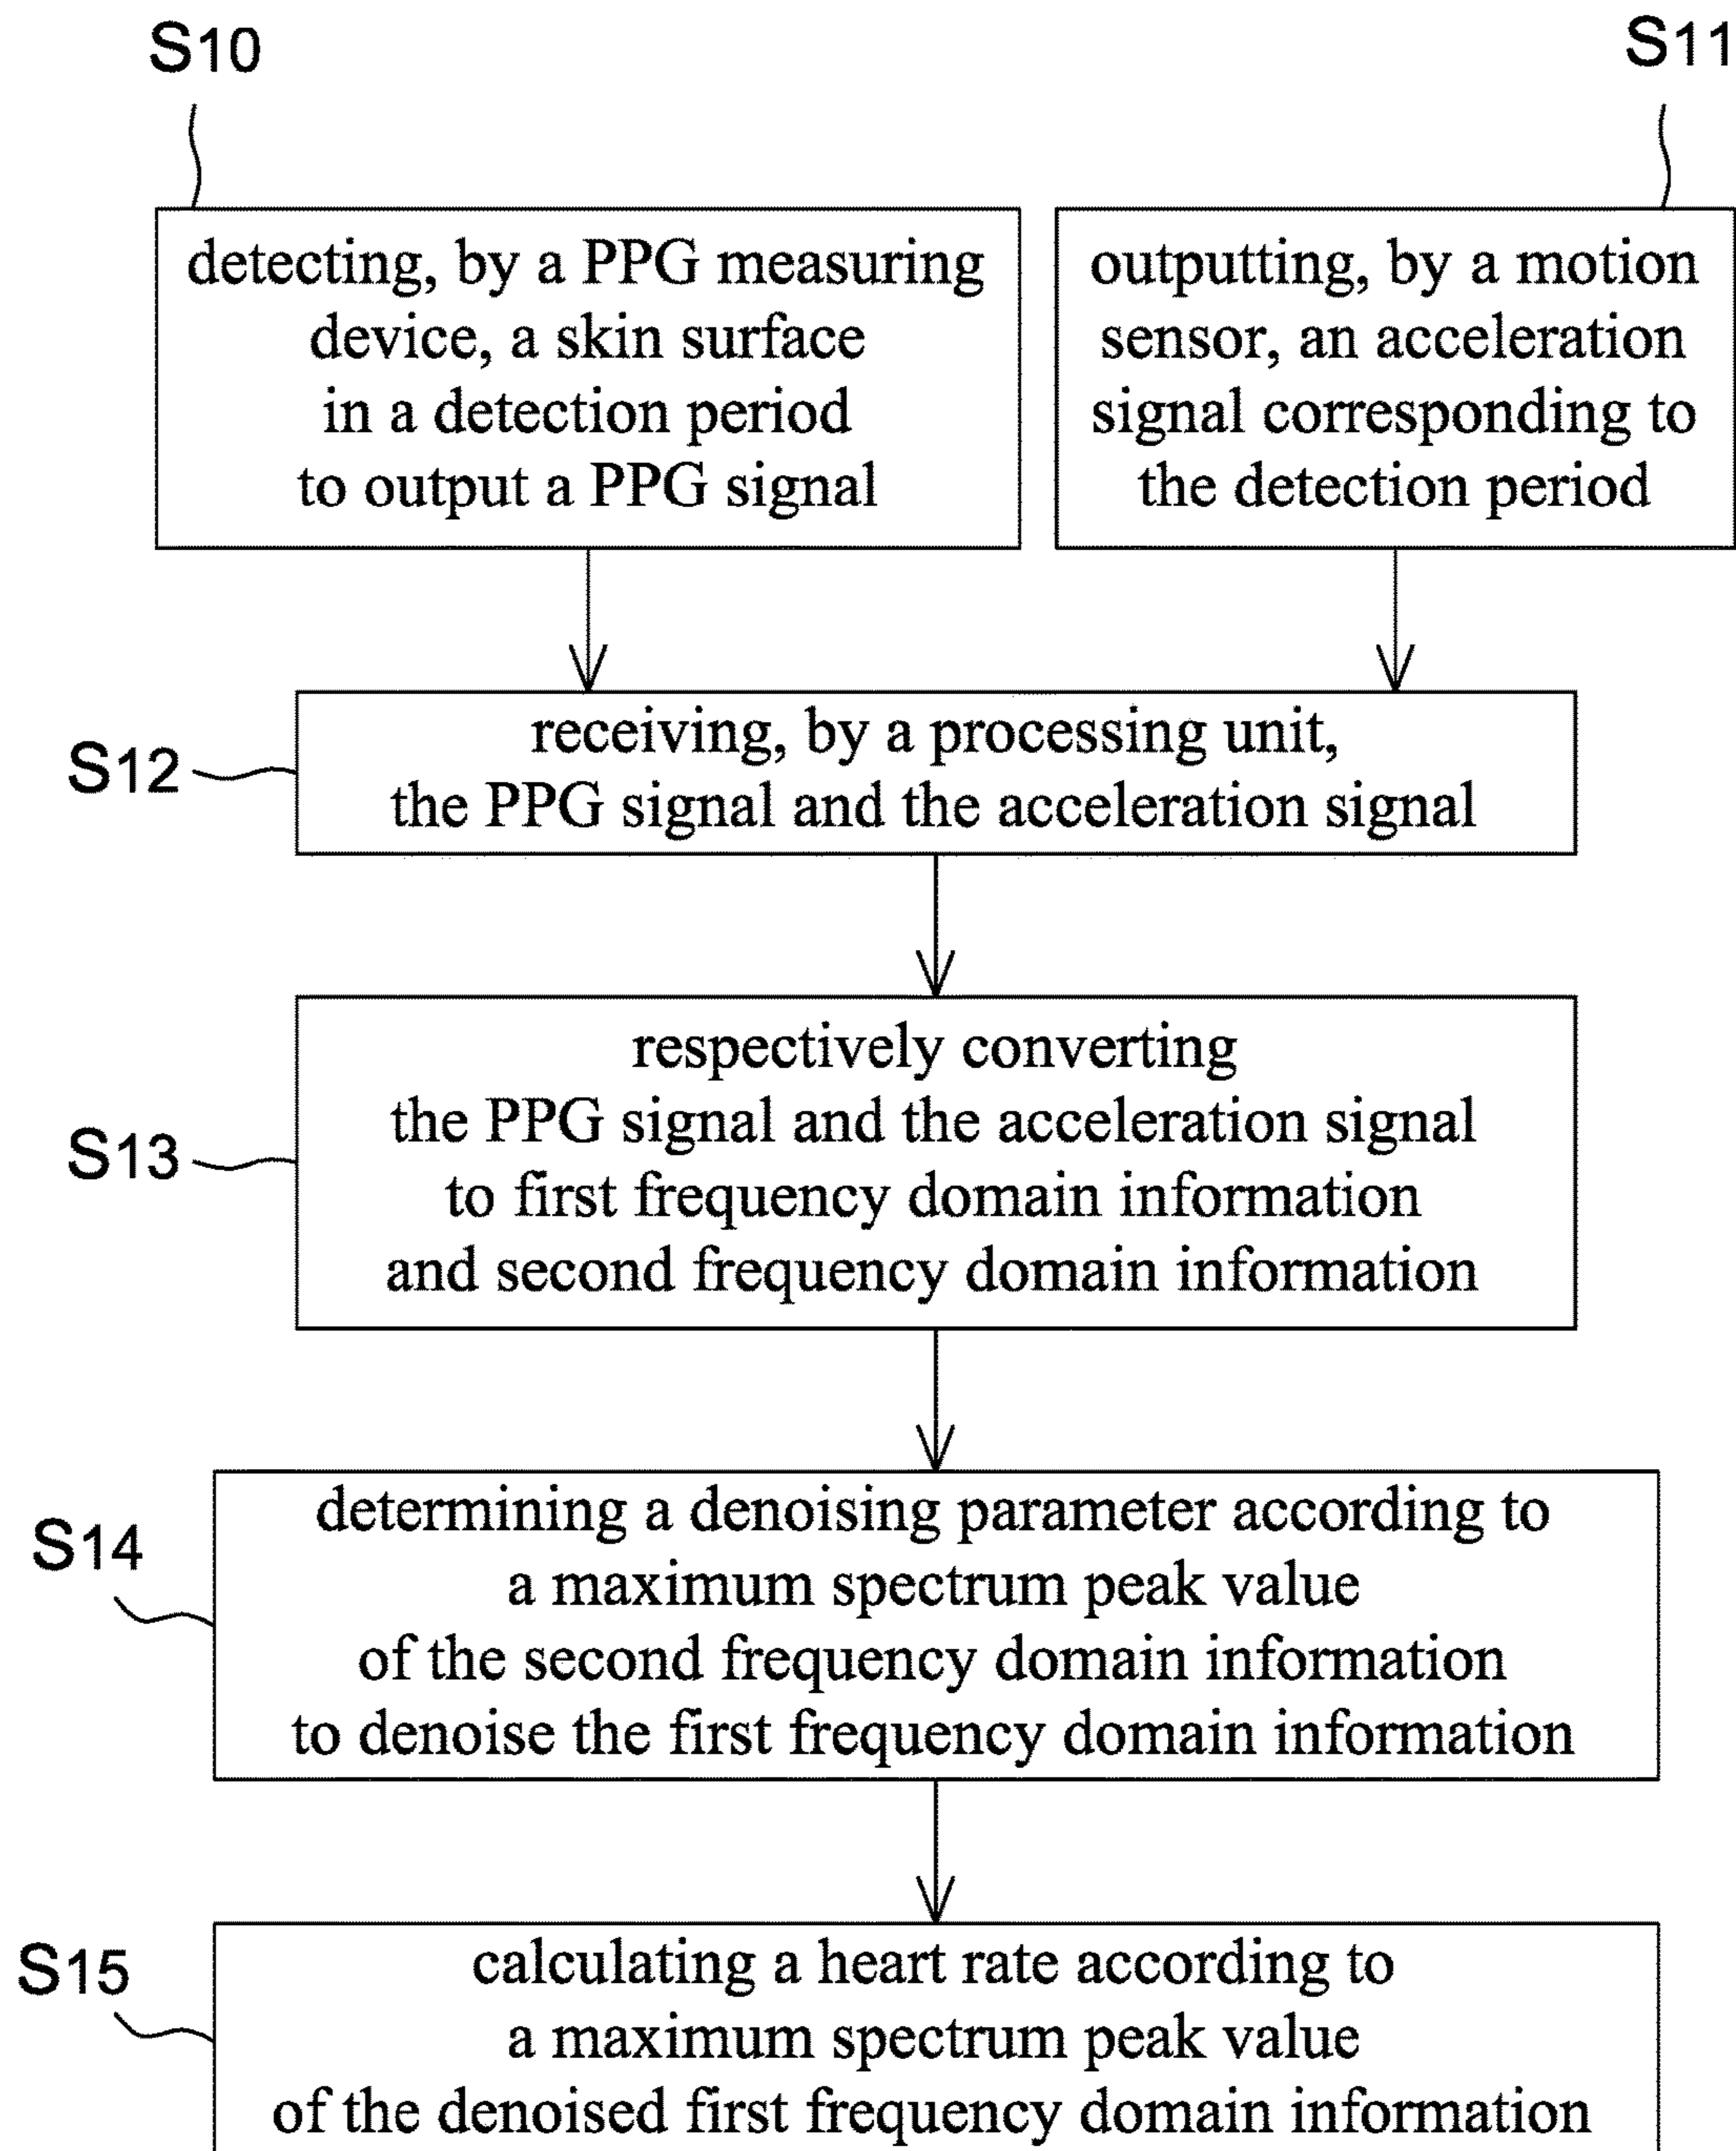 S10
S11
detecting, by a PPG measuring
device, a skin surface
in a detection period
to output a PPG signal
outputting, by a motion
sensor, an acceleration
signal corresponding to
the detection period
S12
receiving, by a processing unit,
the PPG signal and the acceleration signal
S13
respectively converting
the PPG signal and the acceleration signal
to first frequency domain information
and second frequency domain information
S14
determining a denoising parameter according to
a maximum spectrum peak value
of the second frequency domain information
to denoise the first frequency domain information
S15
calculating a heart rate according to
a maximum spectrum peak value
of the denoised first frequency domain information